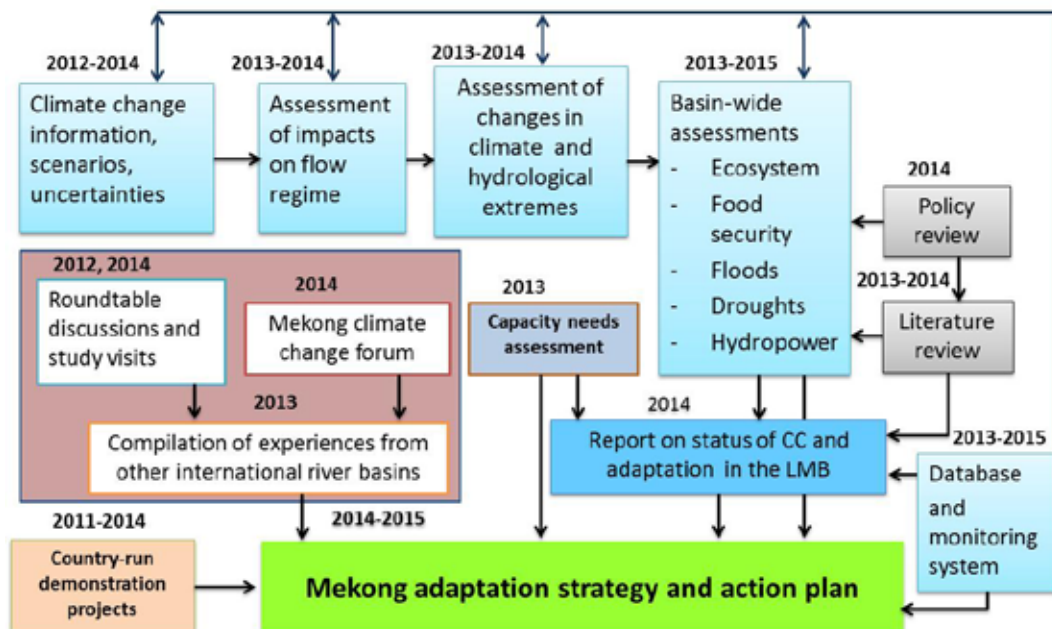 2012-2014
Climate change
information,
scenarios,
uncertainties
2013-2014
Assessment
of impacts
on flow
regime
2013-2014
Assessment of
changes in
climate and
hydrological
extremes
2013-2015
Basin-wide
assessments
- Ecosystem
- Food
security
- Floods
- Droughts
- Hydropower
2014
Policy
review
2013-2014
Literature
review
2012, 2014
Roundtable
discussions and
study visits
2014
Mekong climate
change forum
2013
Compilation of experiences from
other international river basins
2013
Capacity needs
assessment
2014
Report on status of CC and
adaptation in the LMB
2013-2015
Database
and
monitoring
system
2011-2014
Country-run
demonstration
projects
2014-2015
Mekong adaptation strategy and action plan